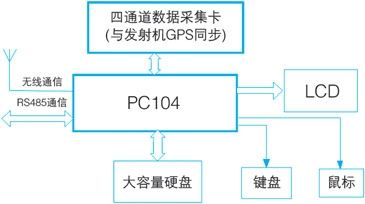 四通道数据采集卡
(与发射机GPS同步)
无线通信
RS485通信
PC104
LCD
大容量硬盘
键盘
鼠标